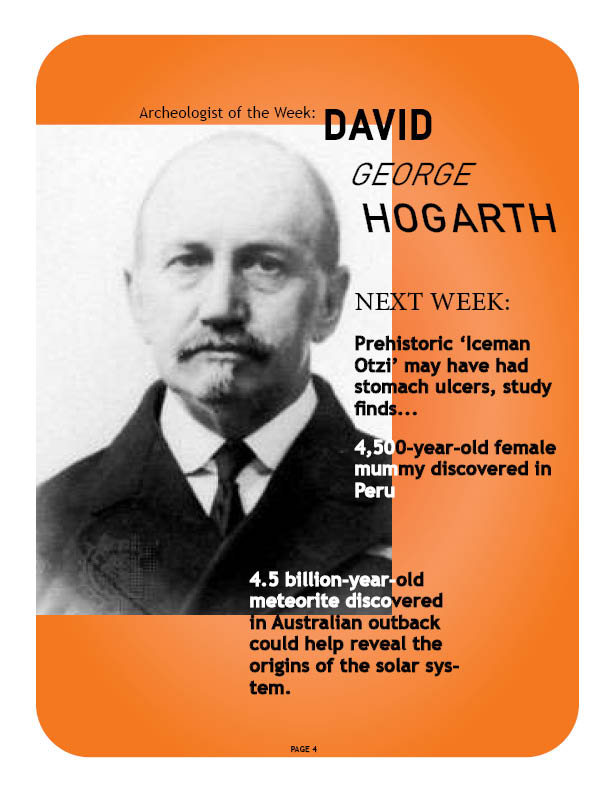 Archeologist of the Week: DAVID
GEORGE
HOGARTH
NEXT WEEK:
Prehistoric ‘Iceman
Otzi’ may have had
stomach ulcers, study
finds...
4,500-year-old female
mummy discovered in
Peru
4.5 billion-year-old
meteorite discovered
in Australian outback
could help reveal the
origins of the solar sys-
tem.
PAGE 4